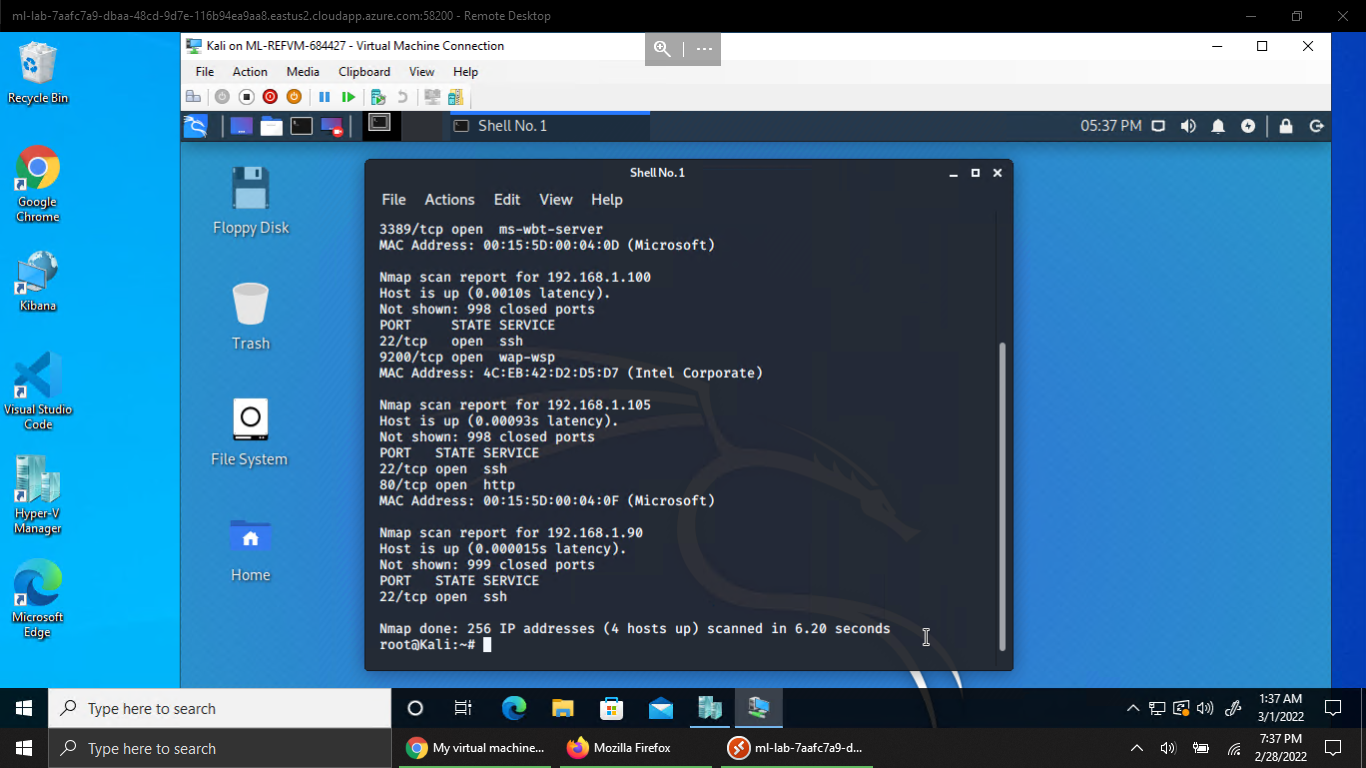 ml-lab-7aafc7a9-dbaa-48cd-9d7e-116b94ea9aa8.eastus2.cloudapp.azure.com:58200 - Remote Desktop
Kali on ML-REFVM-684427 - Virtual Machine Connection
File Action Media Clipboard View Help
Shell No. 1
05:37 PM
Recycle Bin
Google
Chrome
Kibana
Visual Studio
Code
Hyper-V
Manager
Microsoft
Edge
Floppy Disk
Trash
File System
Home
Shell No. 1
File Actions Edit View Help
3389/tcp open  ms-wbt-server
MAC Address: 00:15:5D:00:04:0D (Microsoft)
Nmap scan report for 192.168.1.100
Host is up (0.0010s latency).
Not shown: 998 closed ports
PORT     STATE SERVICE
22/tcp   open  ssh
9200/tcp open  wap-wsp
MAC Address: 4C:EB:42:D2:D5:D7 (Intel Corporate)
Nmap scan report for 192.168.1.105
Host is up (0.00093s latency).
Not shown: 998 closed ports
PORT   STATE SERVICE
22/tcp open  ssh
80/tcp open  http
MAC Address: 00:15:5D:00:04:0F (Microsoft)
Nmap scan report for 192.168.1.90
Host is up (0.000015s latency).
Not shown: 999 closed ports
PORT   STATE SERVICE
22/tcp open  ssh
Nmap done: 256 IP addresses (4 hosts up) scanned in 6.20 seconds
root@Kali:~#
Type here to search
1:37 AM
3/1/2022
Type here to search
My virtual machine...
Mozilla Firefox
ml-lab-7aafc7a9-d...
7:37 PM
2/28/2022